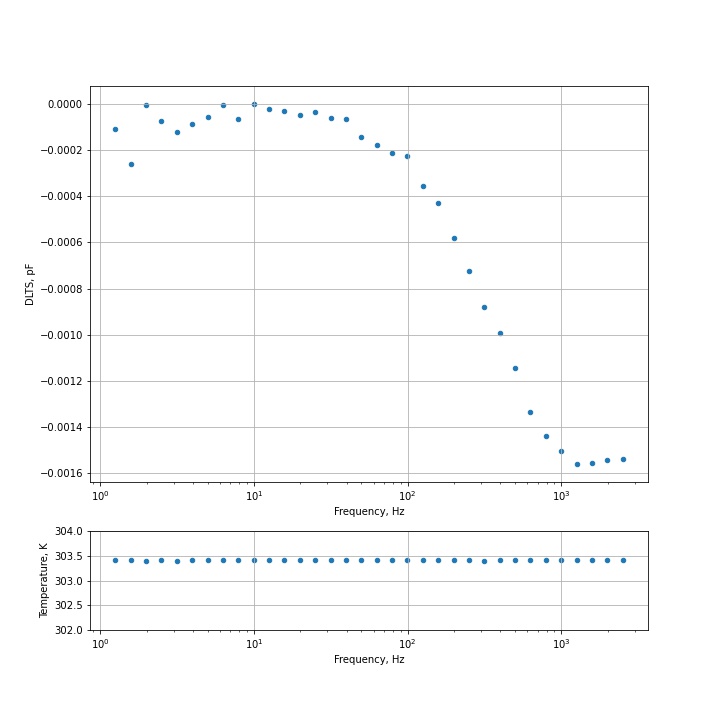 0.0000
−0.0002
−0.0004
−0.0006
−0.0008
−0.0010
−0.0012
−0.0014
−0.0016
DLTS, pF
10⁰ 10¹ 10² 10³
Frequency, Hz
304.0
303.5
303.0
302.5
302.0
Temperature, K
10⁰ 10¹ 10² 10³
Frequency, Hz